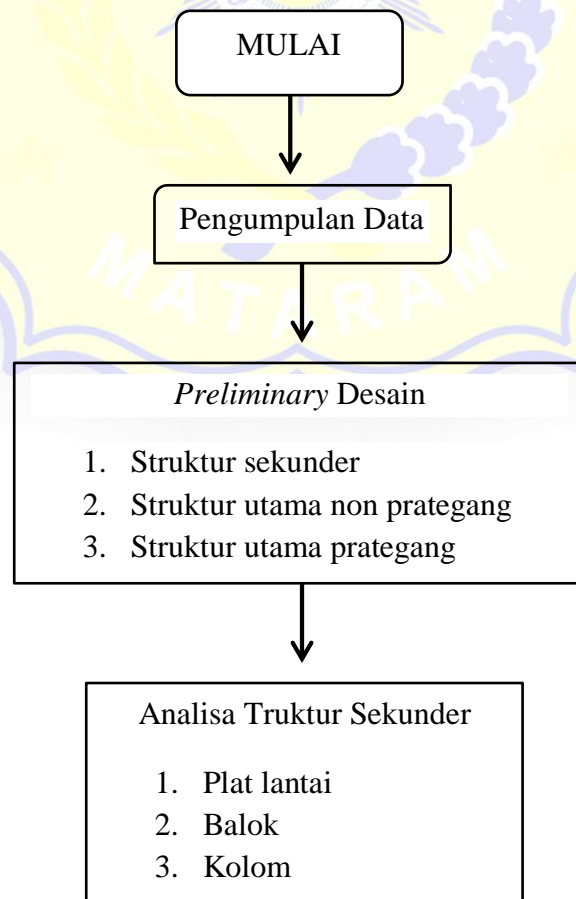 MULAI
Pengumpulan Data
MATARAM
Preliminary Desain
1. Struktur sekunder
2. Struktur utama non prategang
3. Struktur utama prategang
Analisa Truktur Sekunder
1. Plat lantai
2. Balok
3. Kolom